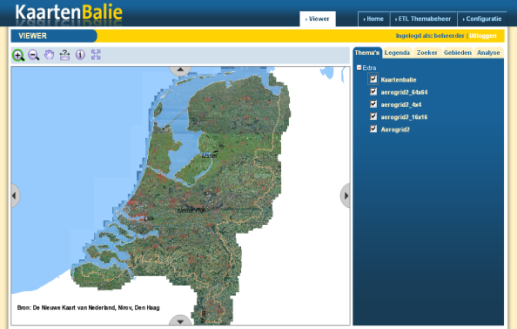 KaartenBalie
Viewer
Home
ETL Themabeheer
Configuratie
VIEWER
Ingelogd als: beheerder | Uitloggen
Thema's Legenda Zoeker Gebieden Analyse
Extra
Kaartenbalie
aerogrid2_64x64
aerogrid2_4x4
aerogrid2_16x16
Aerogrid2
Bron: De Nieuwe Kaart van Nederland, Nirov, Den Haag